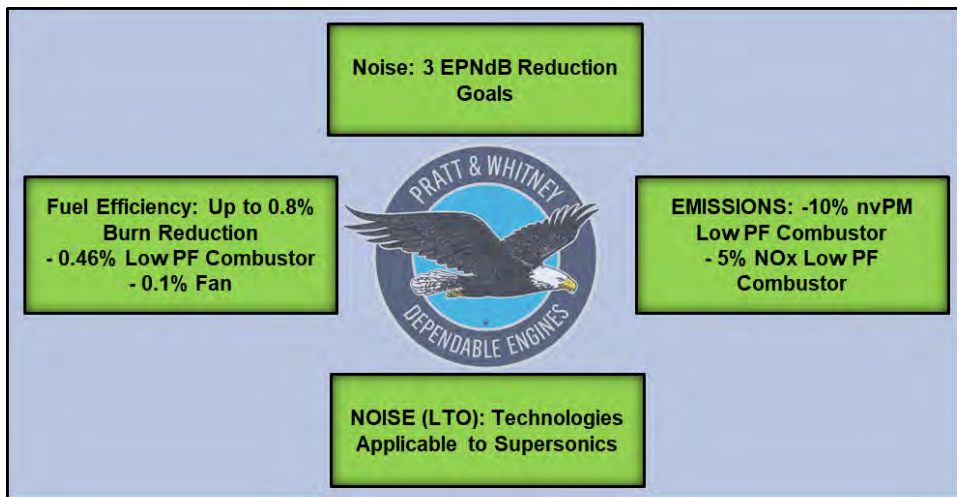 Noise: 3 EPNdB Reduction
Goals
Fuel Efficiency: Up to 0.8%
Burn Reduction
- 0.46% Low PF Combustor
- 0.1% Fan
PRATT & WHITNEY
DEPENDABLE ENGINES
EMISSIONS: -10% nvPM
Low PF Combustor
- 5% NOx Low PF
Combustor
NOISE (LTO): Technologies
Applicable to Supersonics